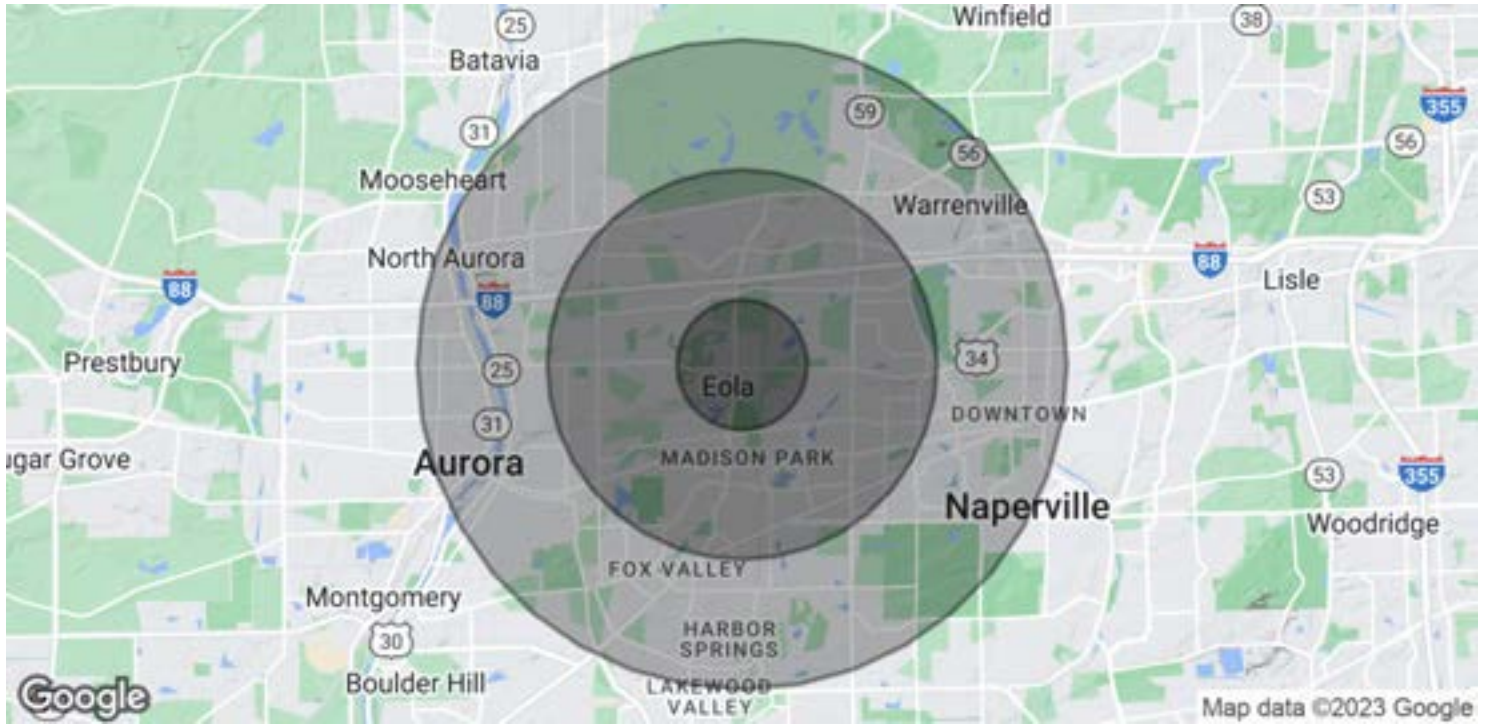 Winfield
38
25
Batavia
355
59
31
56
56
Mooseheart
53
Warrenville
North Aurora
88
88
88
Lisle
Prestbury
34
25
Eola
DOWNTOWN
31
MADISON PARK
ugar Grove
Aurora
53
355
Naperville
Woodridge
FOX VALLEY
Montgomery
HARBOR
SPRINGS
30
Boulder Hill
LAKEWOOD
VALLEY
Google
Map data ©2023 Google